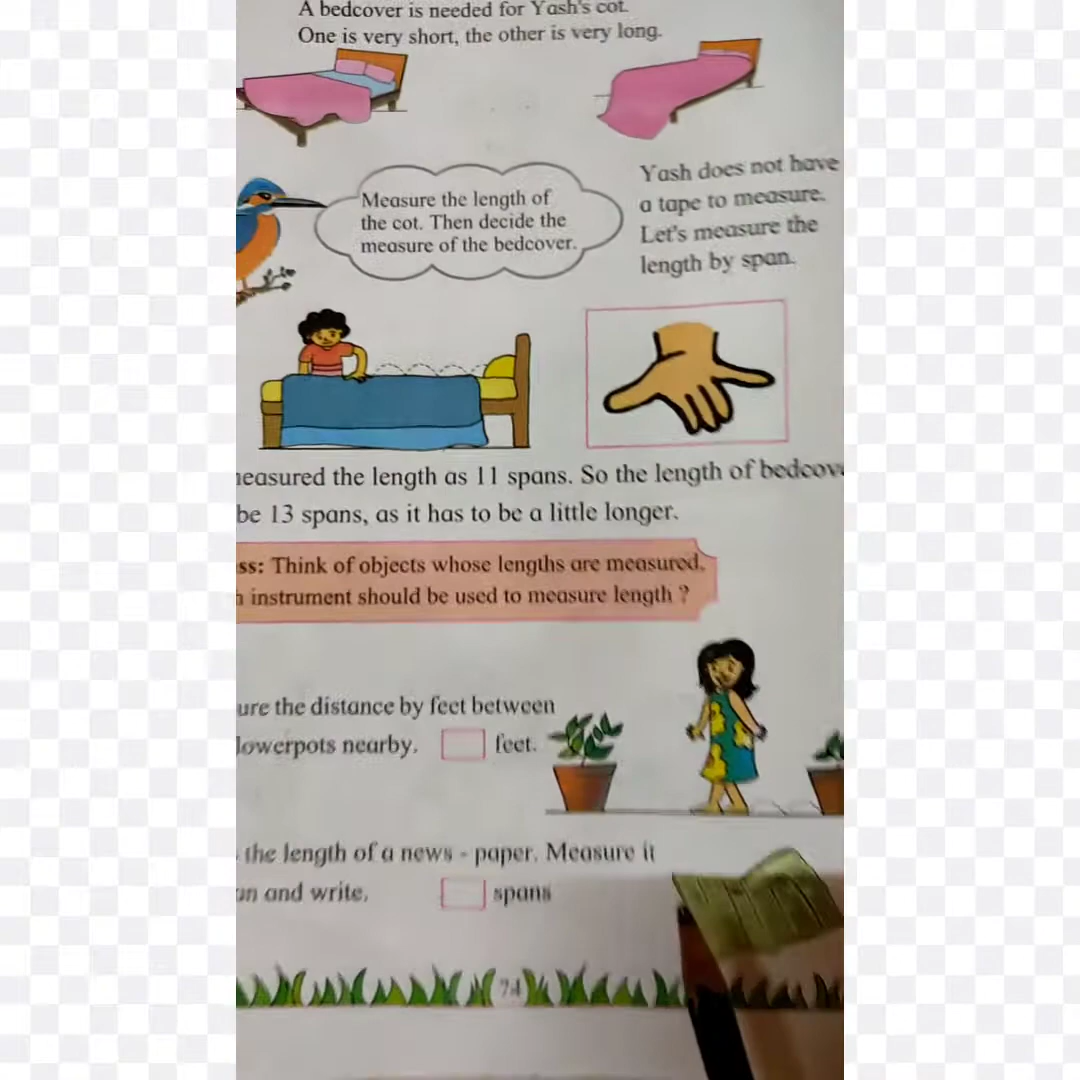 A bedcover is needed for Yash's cot.
One is very short, the other is very long.
Measure the length of
the cot. Then decide the
measure of the bedcover.
Yash does not have
a tape to measure.
Let's measure the
length by span.
measured the length as 11 spans. So the length of bedcov
be 13 spans, as it has to be a little longer.
ss: Think of objects whose lengths are measured.
instrument should be used to measure length ?
ure the distance by feet between
lowerpots nearby. feet.
the length of a news - paper. Measure it
an and write. spans
74